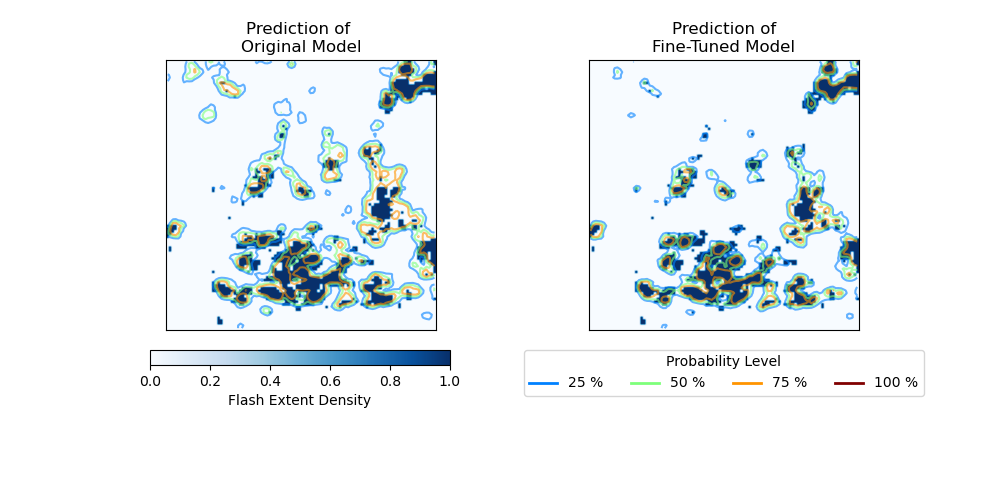 Prediction of
Original Model
Prediction of
Fine-Tuned Model
0.0 0.2 0.4 0.6 0.8 1.0
Flash Extent Density
Probability Level
25 % 50 % 75 % 100 %